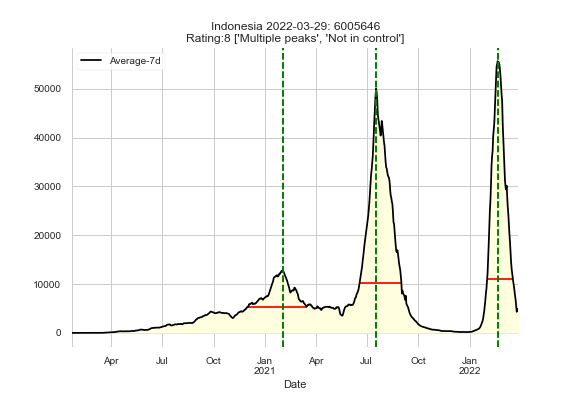 Indonesia 2022-03-29: 6005646
Rating:8 ['Multiple peaks', 'Not in control']
Average-7d
50000
40000
30000
20000
10000
0
Apr Jul Oct Jan Apr Jul Oct Jan
2021 2022
Date